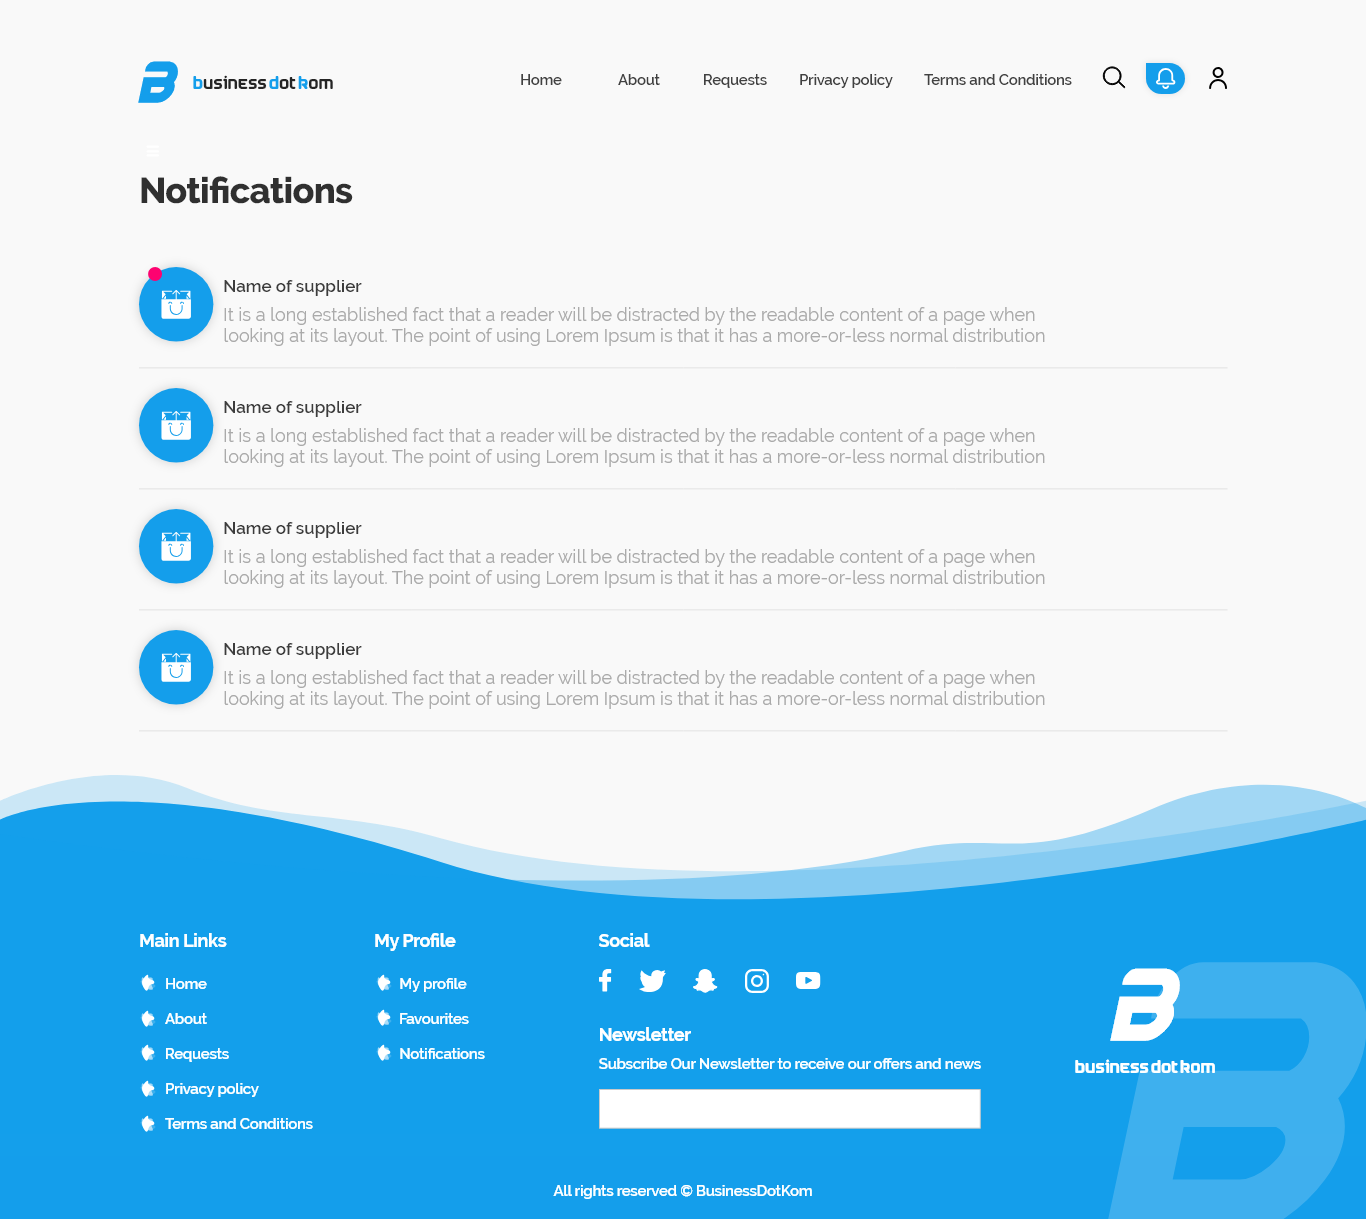 business dot kom
Home
About
Requests
Privacy policy
Terms and Conditions
Notifications
Name of supplier
It is a long established fact that a reader will be distracted by the readable content of a page when
looking at its layout. The point of using Lorem Ipsum is that it has a more-or-less normal distribution
Name of supplier
It is a long established fact that a reader will be distracted by the readable content of a page when
looking at its layout. The point of using Lorem Ipsum is that it has a more-or-less normal distribution
Name of supplier
It is a long established fact that a reader will be distracted by the readable content of a page when
looking at its layout. The point of using Lorem Ipsum is that it has a more-or-less normal distribution
Name of supplier
It is a long established fact that a reader will be distracted by the readable content of a page when
looking at its layout. The point of using Lorem Ipsum is that it has a more-or-less normal distribution
Main Links
Home
About
Requests
Privacy policy
Terms and Conditions
My Profile
My profile
Favourites
Notifications
Social
Newsletter
Subscribe Our Newsletter to receive our offers and news
business dot kom
All rights reserved © BusinessDotKom